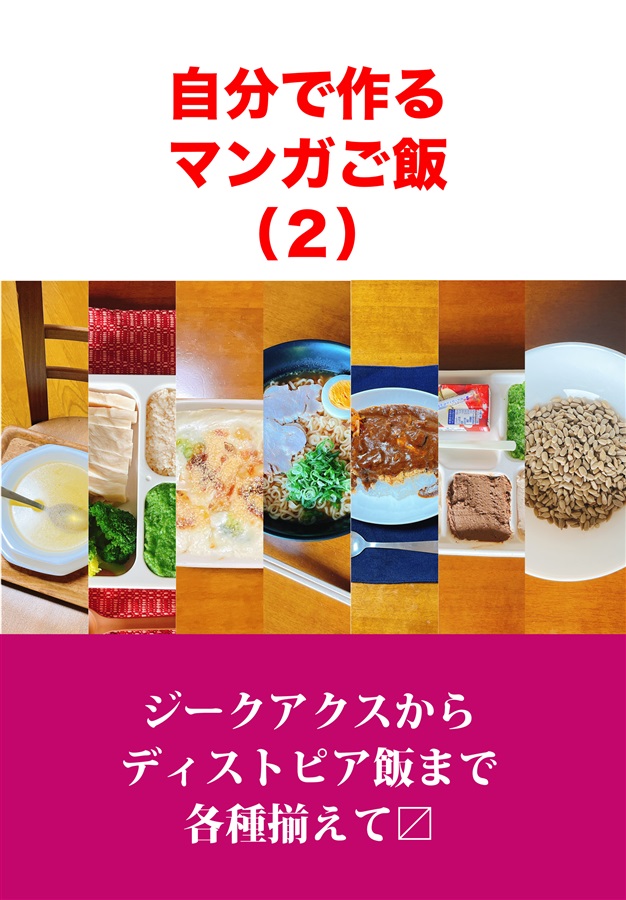 自分で作る
マンガご飯
（２）
ジークアクスから
ディストピア飯まで
各種揃えて〼